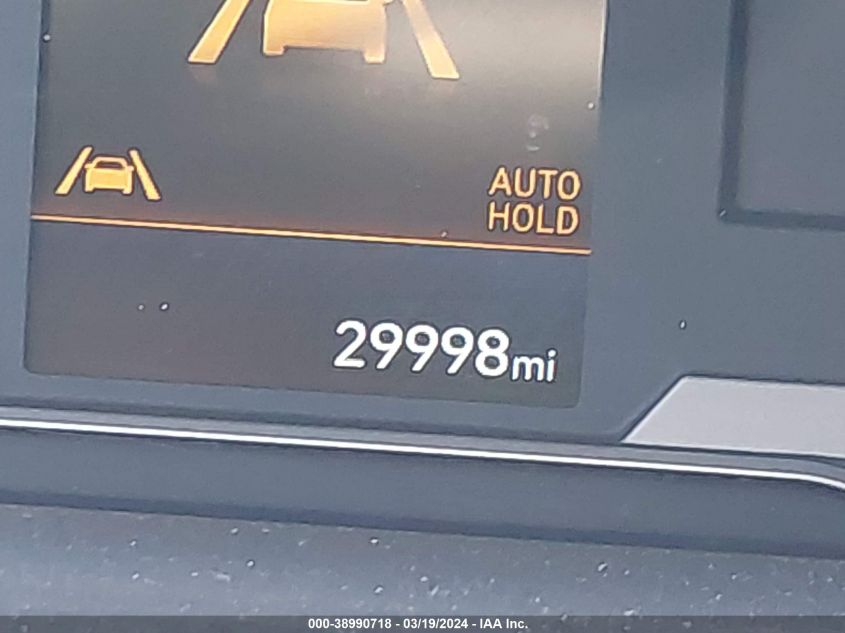 AUTO
HOLD
29998mi
000-38990718 - 03/19/2024 - IAA Inc.